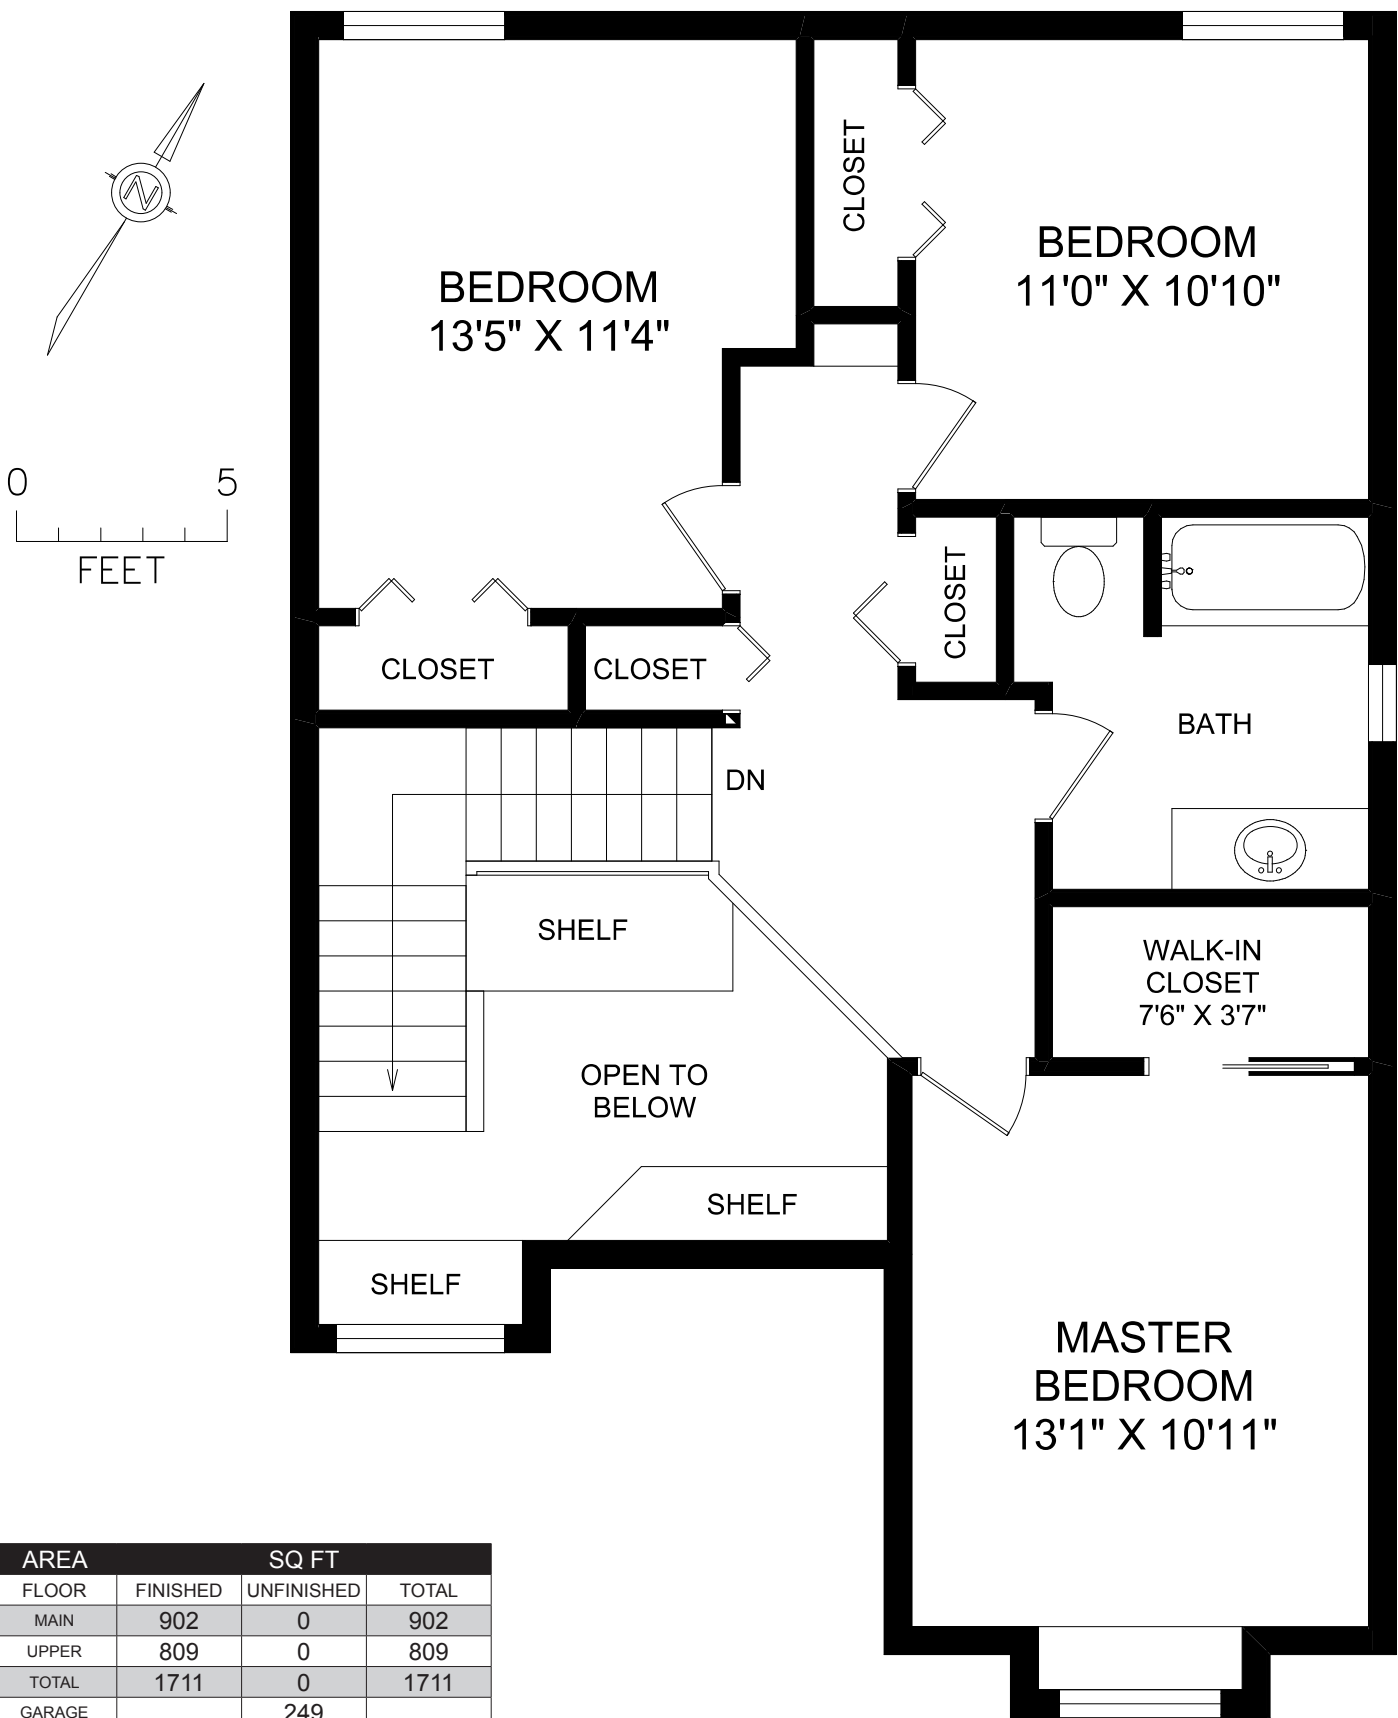 N
0 5
FEET
BEDROOM
13'5" X 11'4"
CLOSET
BEDROOM
11'0" X 10'10"
CLOSET
CLOSET
CLOSET
BATH
DN
SHELF
WALK-IN
CLOSET
7'6" X 3'7"
OPEN TO
BELOW
SHELF
SHELF
MASTER
BEDROOM
13'1" X 10'11"
AREA SQ FT
FLOOR FINISHED UNFINISHED TOTAL
MAIN 902 0 902
UPPER 809 0 809
TOTAL 1711 0 1711
GARAGE 249